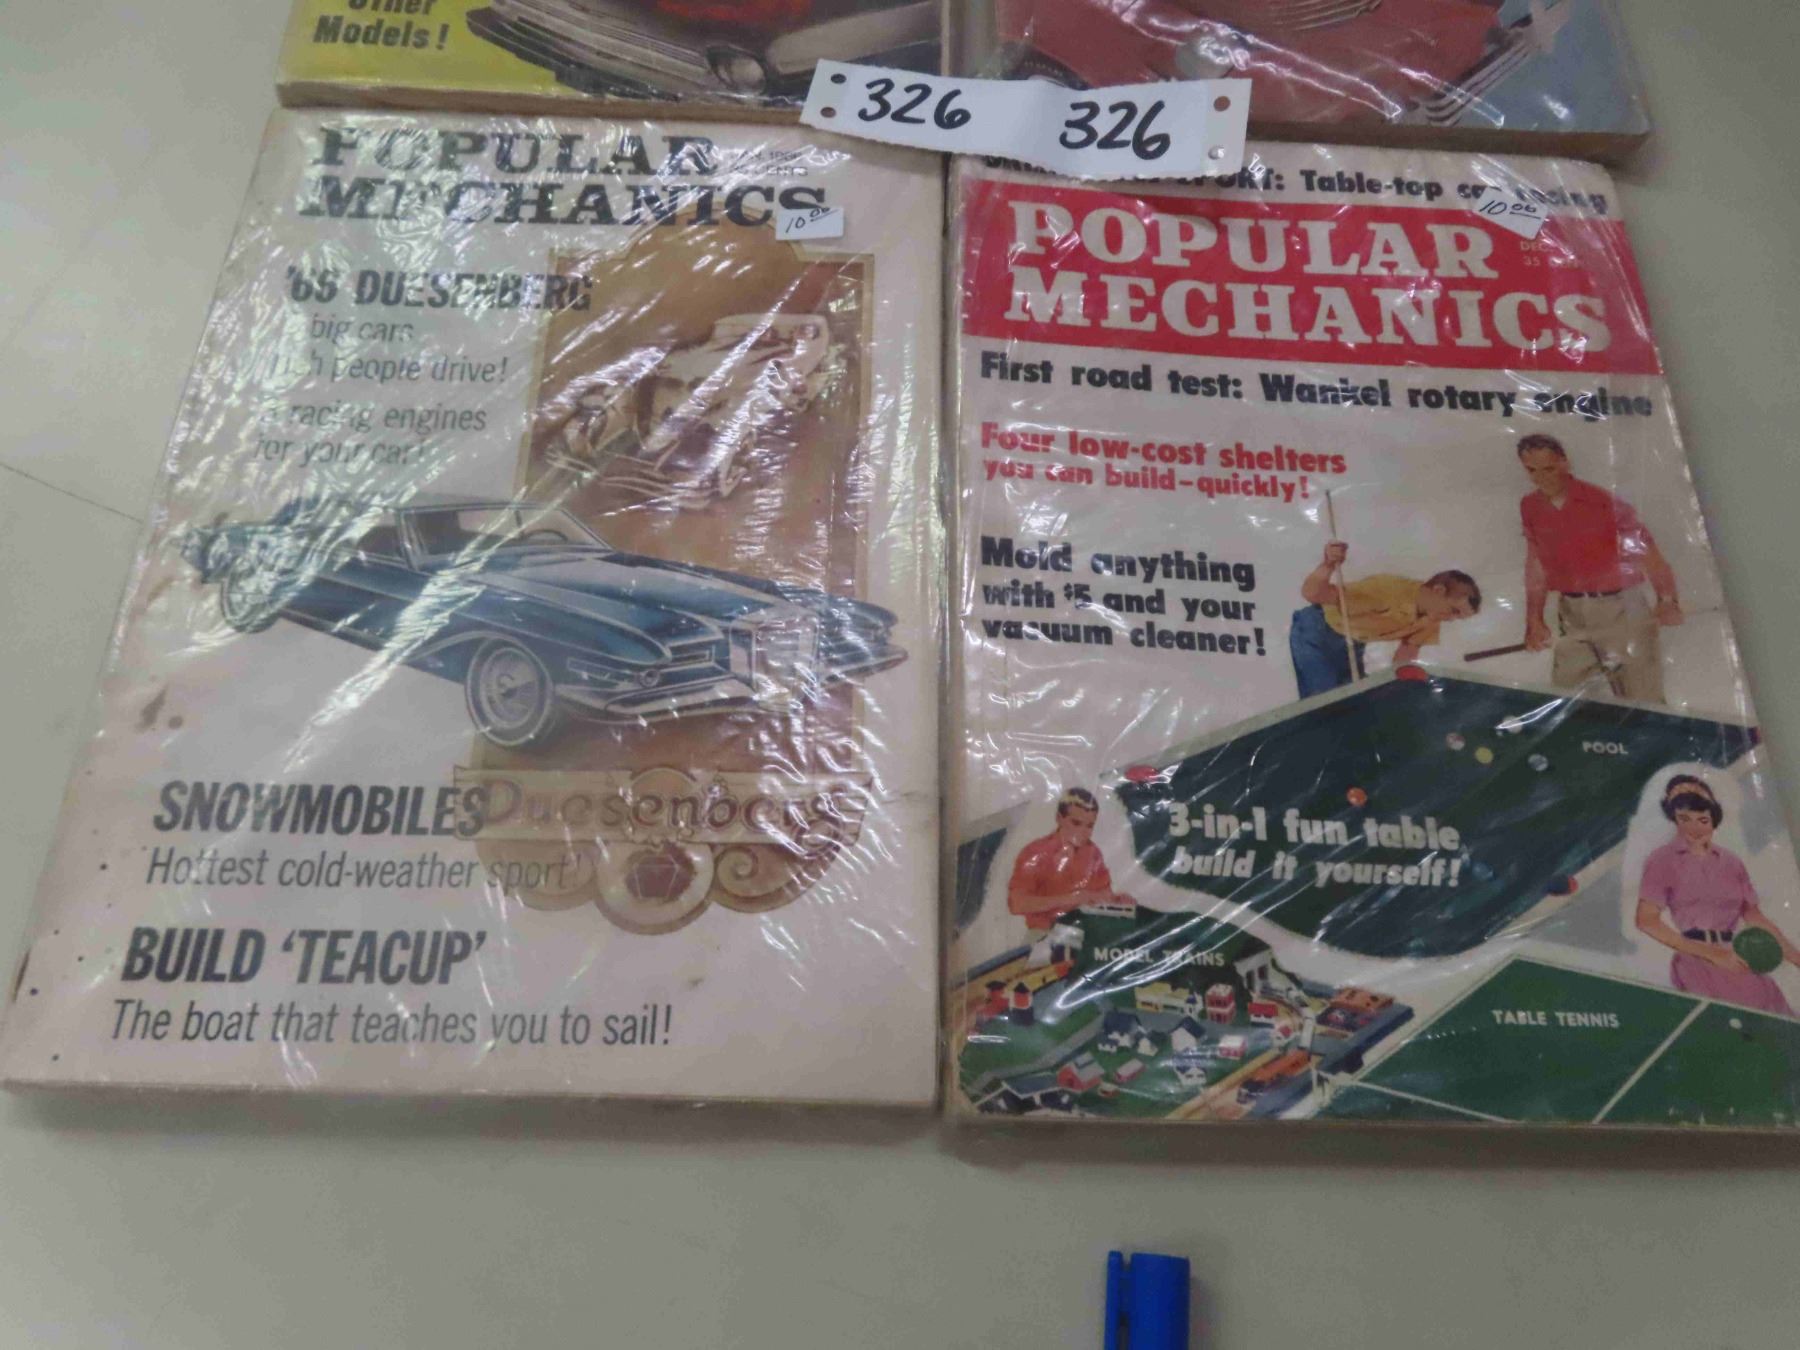 Other
Models!
326 326
POPULAR
MECHANICS
10 00
'66 DUESENBERG
big cars
rich people drive!
racing engines
for your car!
Duesenberg
SNOWMOBILES
Hottest cold-weather sport!
BUILD 'TEACUP'
The boat that teaches you to sail!
Table-top car racing
10 00
POPULAR
MECHANICS
DEC
35
First road test: Wankel rotary engine
Four low-cost shelters
you can build-quickly!
Mold anything
with $5 and your
vacuum cleaner!
POOL
3-in-1 fun table
build it yourself!
MODEL TRAINS
TABLE TENNIS